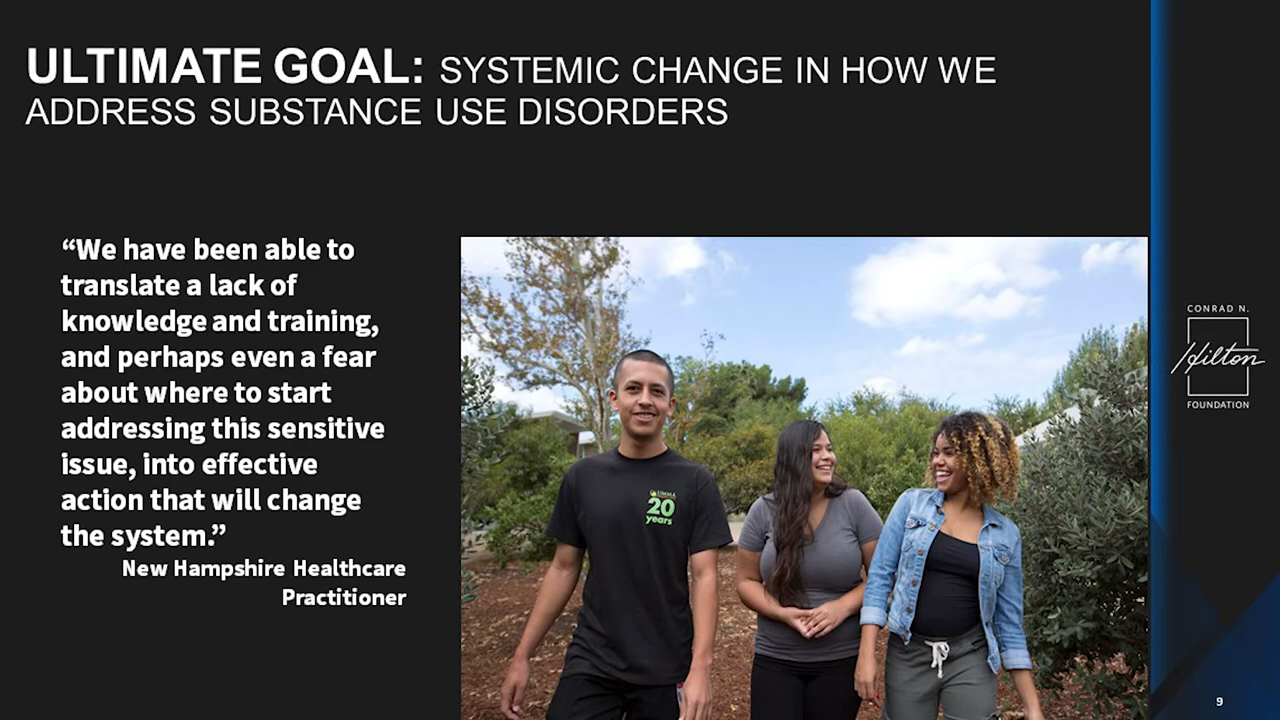 ULTIMATE GOAL: SYSTEMIC CHANGE IN HOW WE
ADDRESS SUBSTANCE USE DISORDERS
“We have been able to
translate a lack of
knowledge and training,
and perhaps even a fear
about where to start
addressing this sensitive
issue, into effective
action that will change
the system.”
New Hampshire Healthcare
Practitioner
UMMA
20
years
CONRAD N.
Hilton
FOUNDATION
9